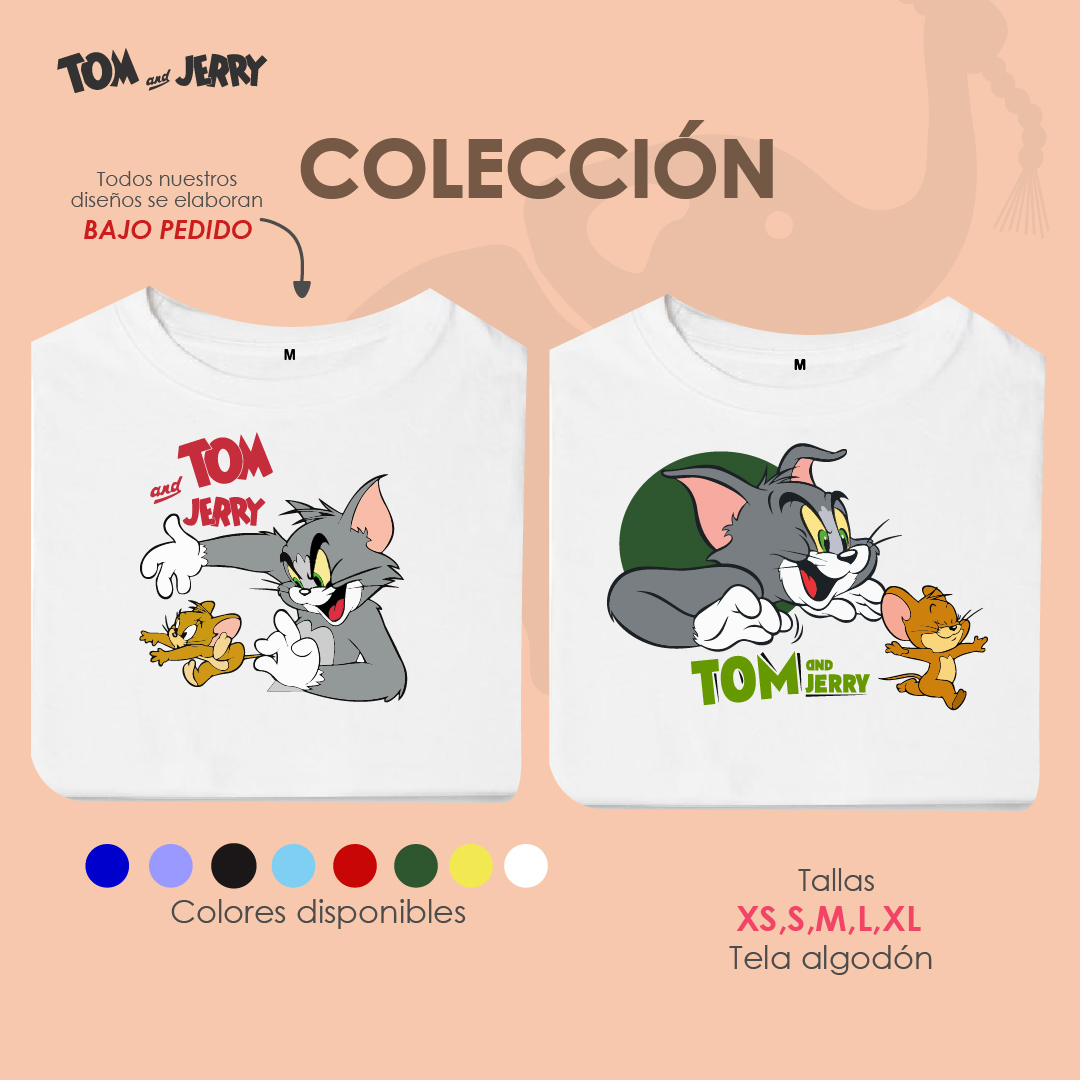 TOM and JERRY
COLECCIÓN
Todos nuestros
diseños se elaboran
BAJO PEDIDO
M
TOM
and
JERRY
M
TOM AND
JERRY
Colores disponibles
Tallas
XS,S,M,L,XL
Tela algodón